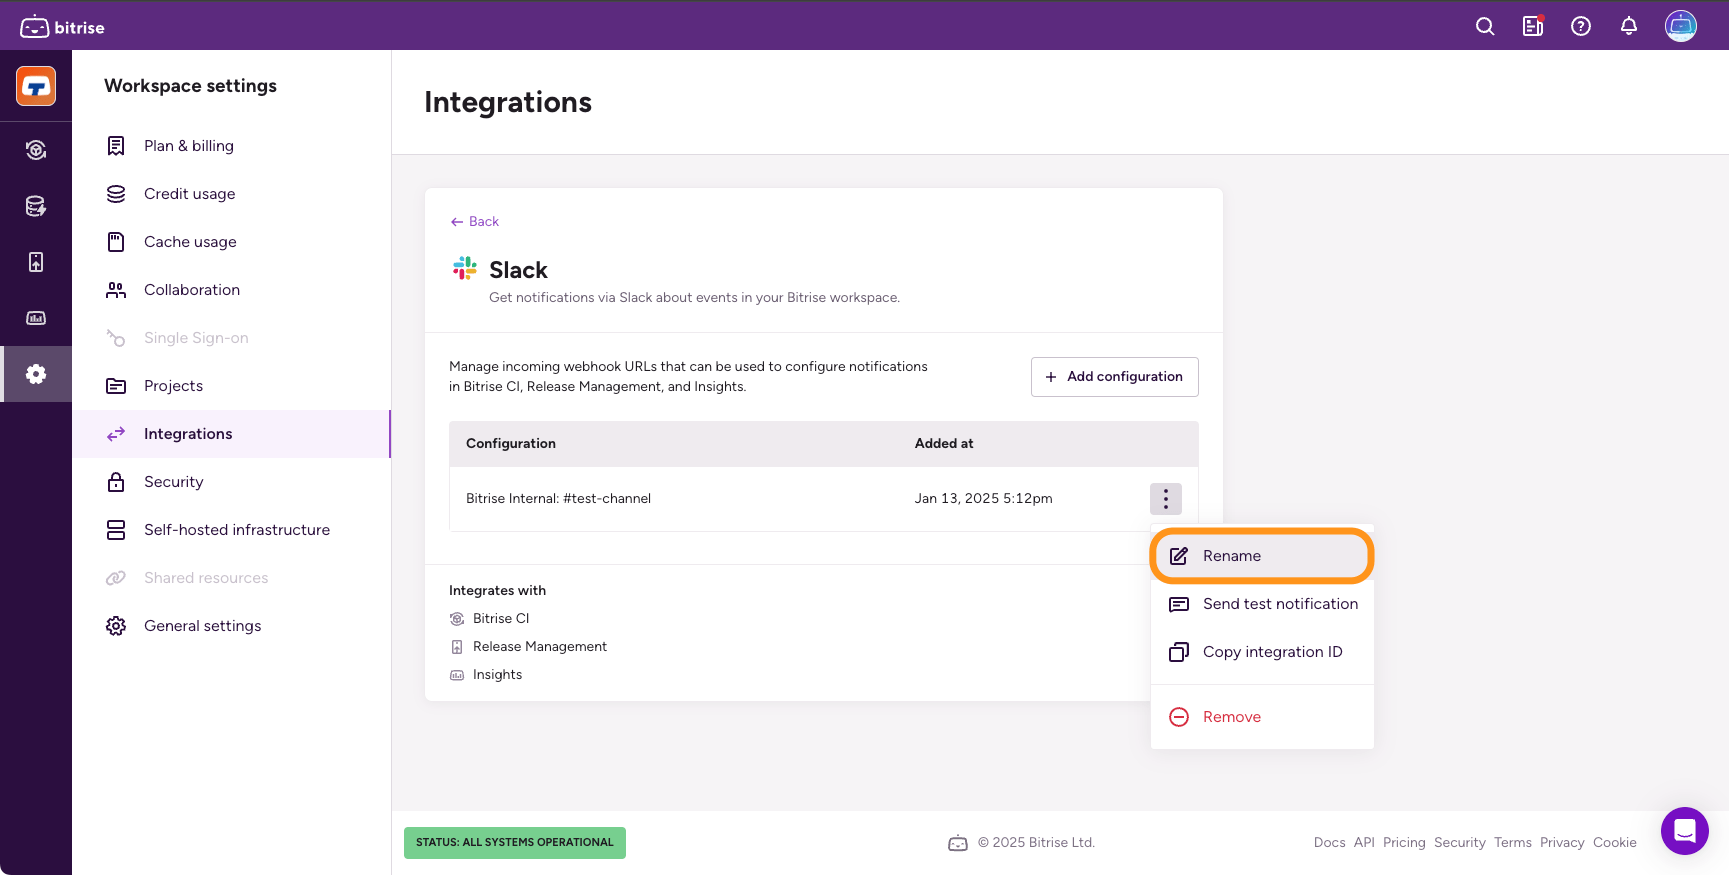 bitrise
Workspace settings
Plan & billing
Credit usage
Cache usage
Collaboration
Single Sign-on
Projects
Integrations
Security
Self-hosted infrastructure
Shared resources
General settings
Integrations
Back
Slack
Get notifications via Slack about events in your Bitrise workspace.
Manage incoming webhook URLs that can be used to configure notifications
in Bitrise CI, Release Management, and Insights.
Add configuration
Configuration Added at
Bitrise Internal: #test-channel Jan 13, 2025 5:12pm
Rename
Send test notification
Copy integration ID
Remove
Integrates with
Bitrise CI
Release Management
Insights
STATUS: ALL SYSTEMS OPERATIONAL
© 2025 Bitrise Ltd.
Docs API Pricing Security Terms Privacy Cookie